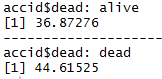 accid$dead: alive
[1] 36.87276
--------------------
accid$dead: dead
[1] 44.61525